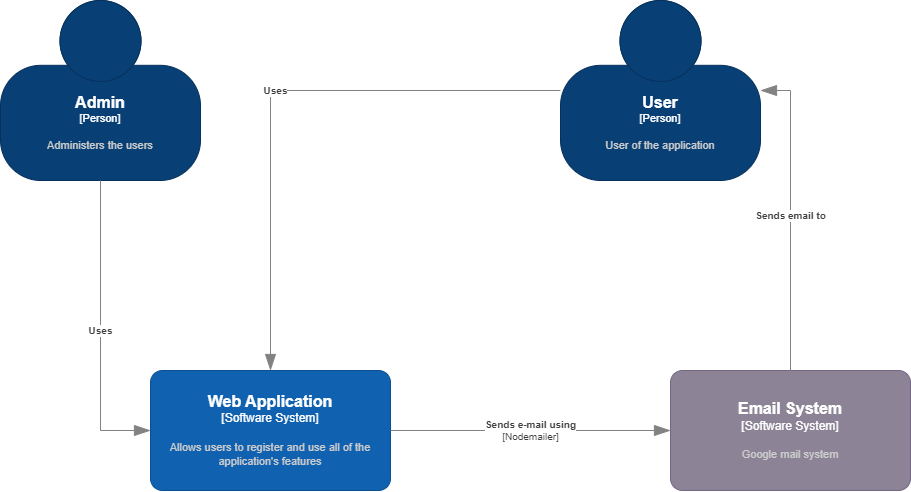 Admin
[Person]
Administers the users
User
[Person]
User of the application
Uses
Sends email to
Uses
Web Application
[Software System]
Allows users to register and use all of the
application's features
Sends e-mail using
[Nodemailer]
Email System
[Software System]
Google mail system